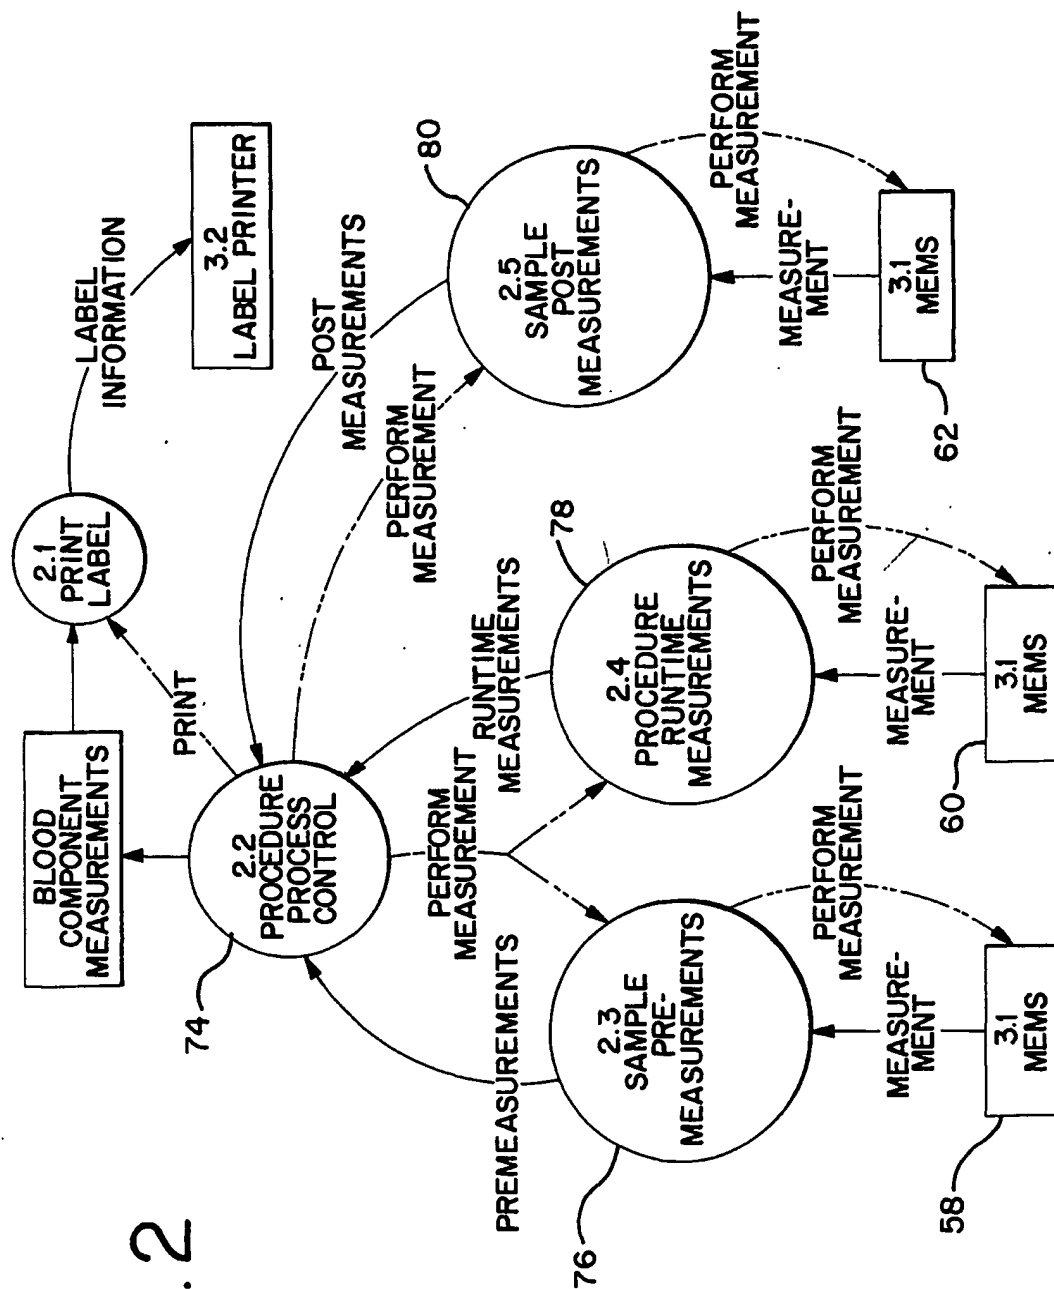 .2
BLOOD
COMPONENT
MEASUREMENTS
2.1
PRINT
LABEL
LABEL
INFORMATION
3.2
LABEL PRINTER
PRINT
74
2.2
PROCEDURE
PROCESS
CONTROL
POST
MEASUREMENTS
PERFORM
MEASUREMENT
80
PREMEASUREMENTS
PERFORM
MEASUREMENT
RUNTIME
MEASUREMENTS
2.5
SAMPLE
POST
MEASUREMENTS
76
2.3
SAMPLE
PRE-
MEASUREMENTS
78
2.4
PROCEDURE
RUNTIME
MEASUREMENTS
MEASURE-
MENT
PERFORM
MEASUREMENT
3.1
MEMS
62
MEASURE-
MENT
PERFORM
MEASUREMENT
MEASURE-
MENT
PERFORM
MEASUREMENT
58
3.1
MEMS
60
3.1
MEMS